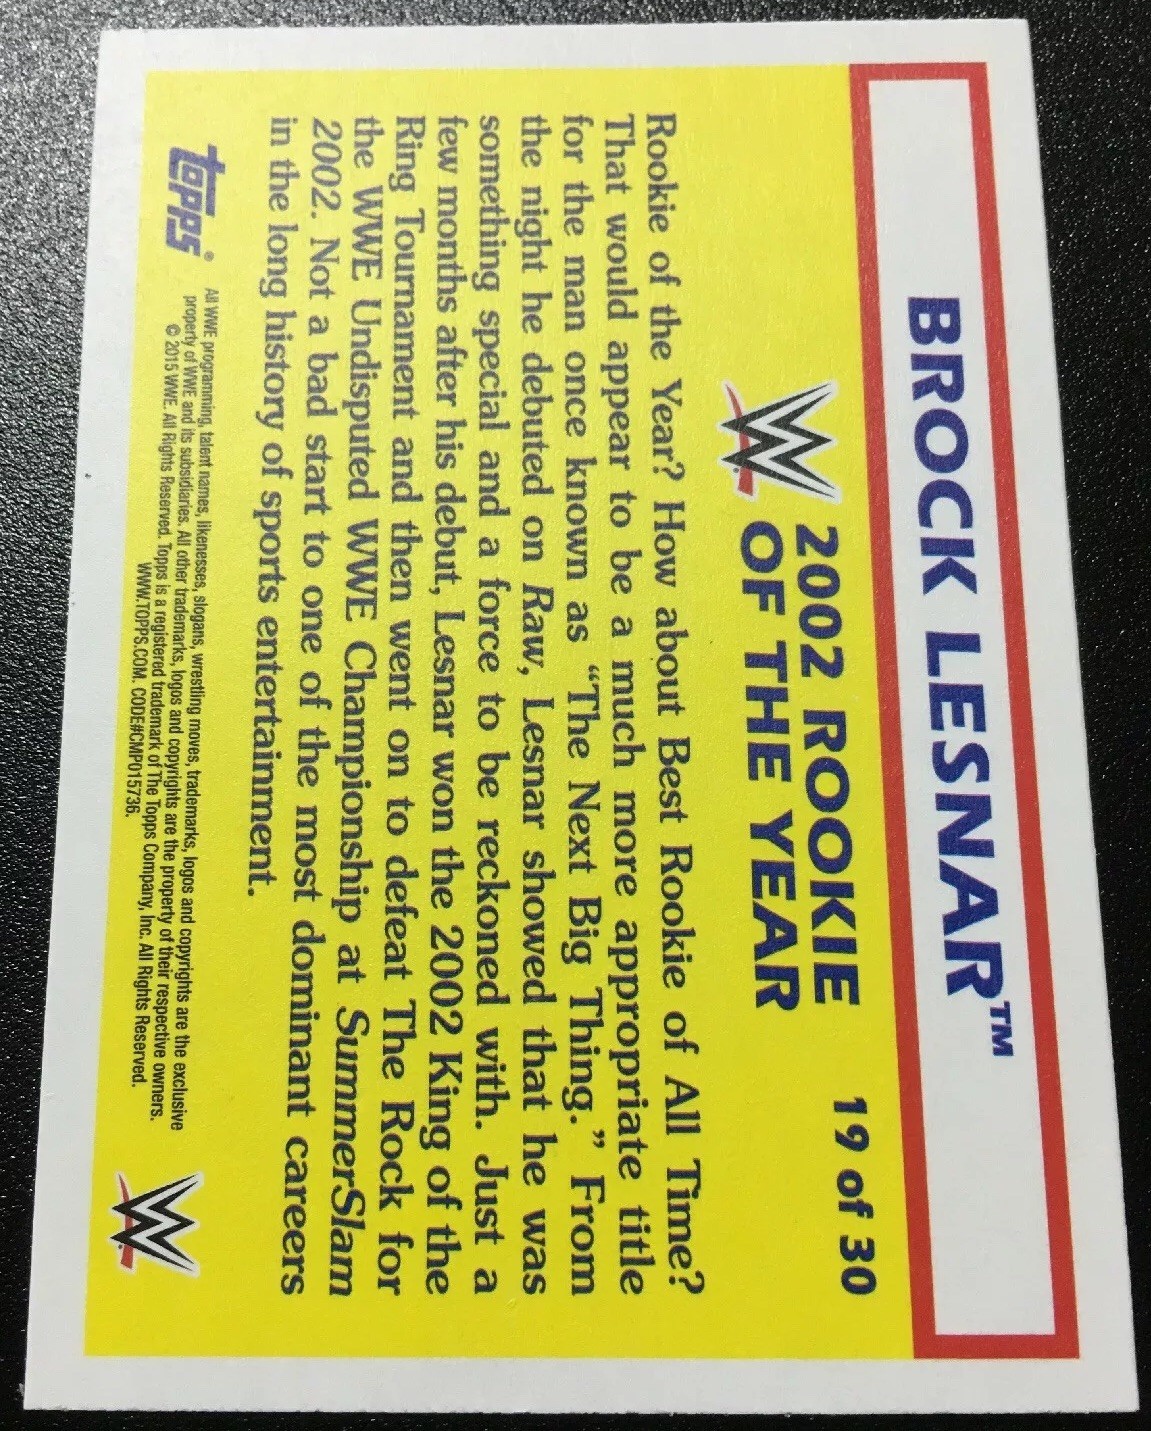 BROCK LESNAR™
19 of 30
2002 ROOKIE
OF THE YEAR
Rookie of the Year? How about Best Rookie of All Time?
That would appear to be a much more appropriate title
for the man once known as “The Next Big Thing.” From
the night he debuted on Raw, Lesnar showed that he was
something special and a force to be reckoned with. Just a
few months after his debut, Lesnar won the 2002 King of the
Ring Tournament and then went on to defeat The Rock for
the WWE Undisputed WWE Championship at SummerSlam
2002. Not a bad start to one of the most dominant careers
in the long history of sports entertainment.
topps®
All WWE programming, talent names, likenesses, slogans, wrestling moves, trademarks, logos and copyrights are the exclusive
property of WWE and its subsidiaries. All other trademarks, logos and copyrights are the property of their respective owners.
© 2015 WWE. All Rights Reserved. Topps is a registered trademark of The Topps Company, Inc. All Rights Reserved.
WWW.TOPPS.COM. CODE#CMP015736.